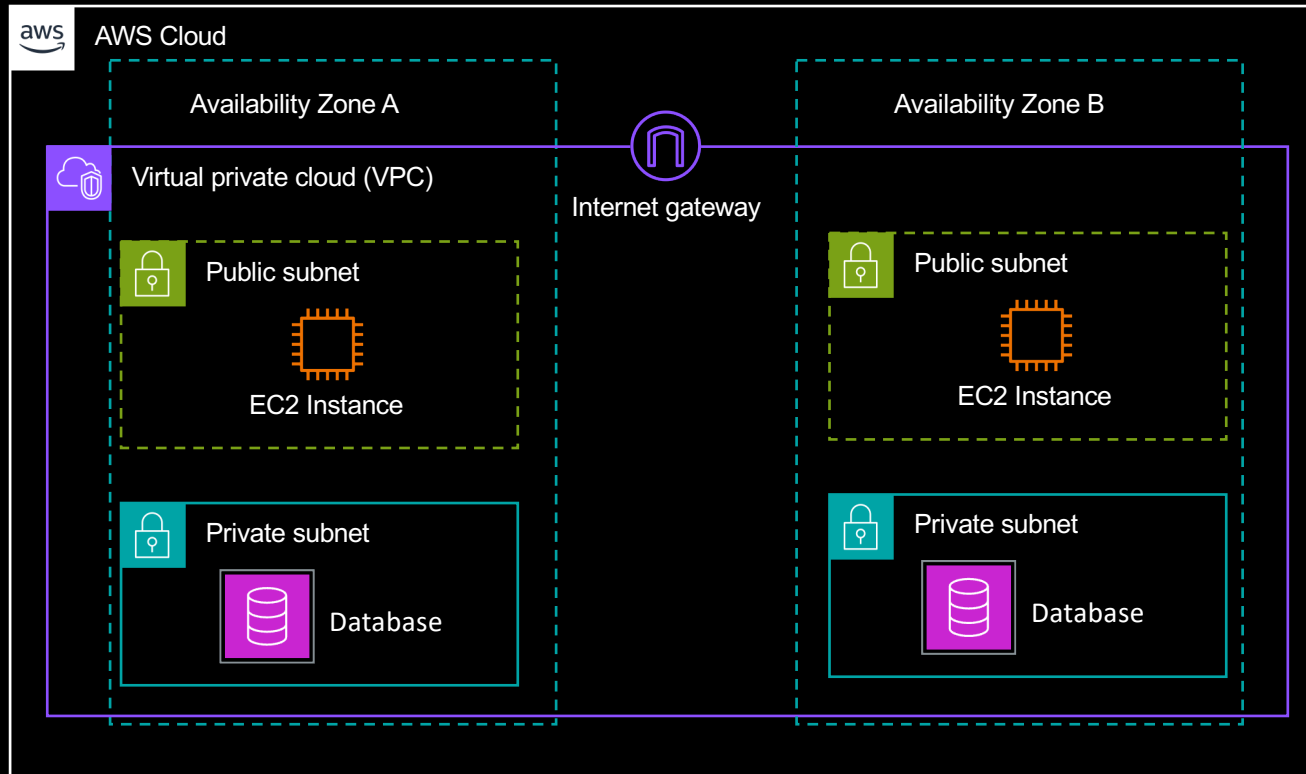 aws
AWS Cloud
Availability Zone A
Availability Zone B
Virtual private cloud (VPC)
Internet gateway
Public subnet
EC2 Instance
Public subnet
EC2 Instance
Private subnet
Database
Private subnet
Database